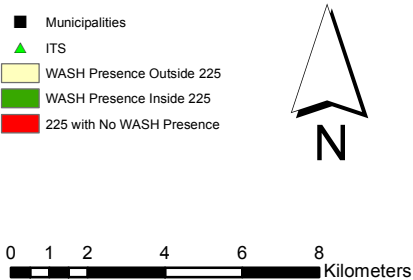 Municipalities
ITS
WASH Presence Outside 225
WASH Presence Inside 225
225 with No WASH Presence
N
0 1 2 4 6 8
Kilometers